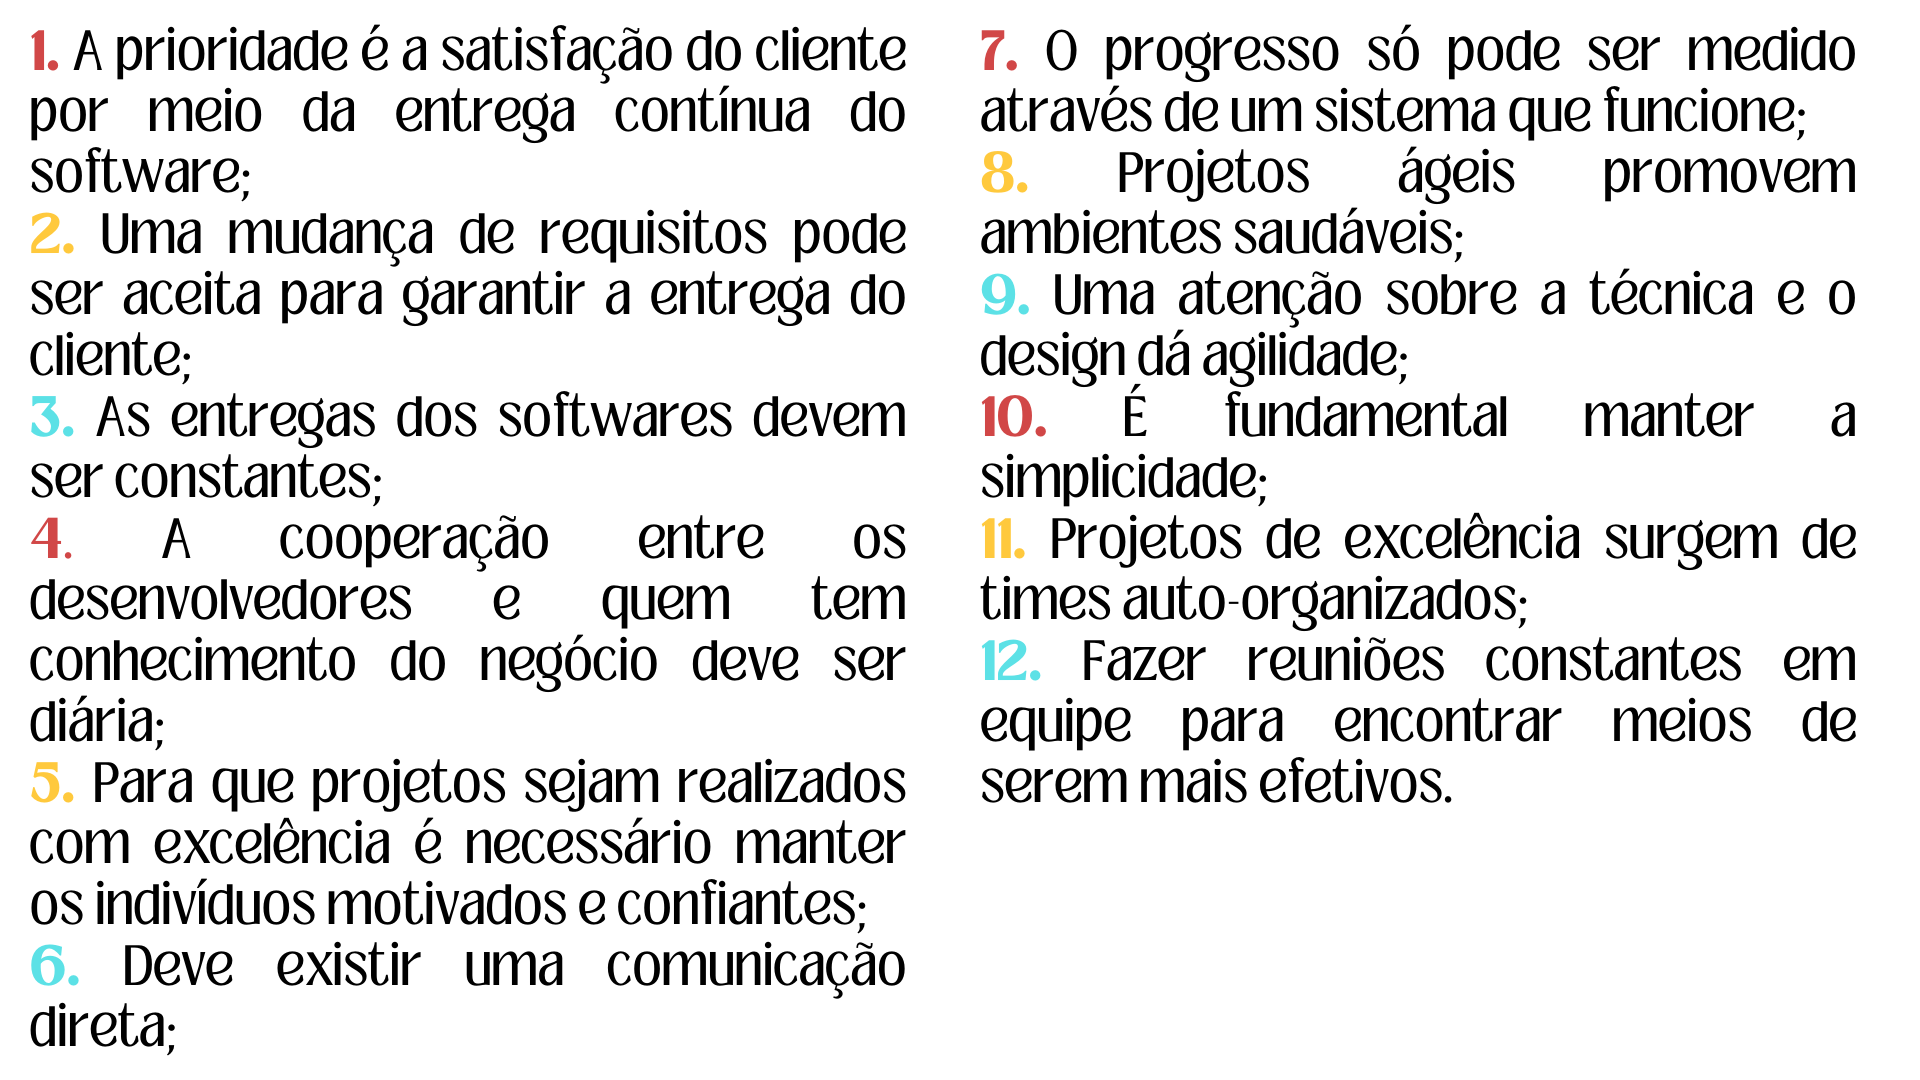 1. A prioridade é a satisfação do cliente
por meio da entrega contínua do
software;
2. Uma mudança de requisitos pode
ser aceita para garantir a entrega do
cliente;
3. As entregas dos softwares devem
ser constantes;
4. A cooperação entre os
desenvolvedores e quem tem
conhecimento do negócio deve ser
diária;
5. Para que projetos sejam realizados
com excelência é necessário manter
os indivíduos motivados e confiantes;
6. Deve existir uma comunicação
direta;
7. O progresso só pode ser medido
através de um sistema que funcione;
8. Projetos ágeis promovem
ambientes saudáveis;
9. Uma atenção sobre a técnica e o
design dá agilidade;
10. É fundamental manter a
simplicidade;
11. Projetos de excelência surgem de
times auto-organizados;
12. Fazer reuniões constantes em
equipe para encontrar meios de
serem mais efetivos.